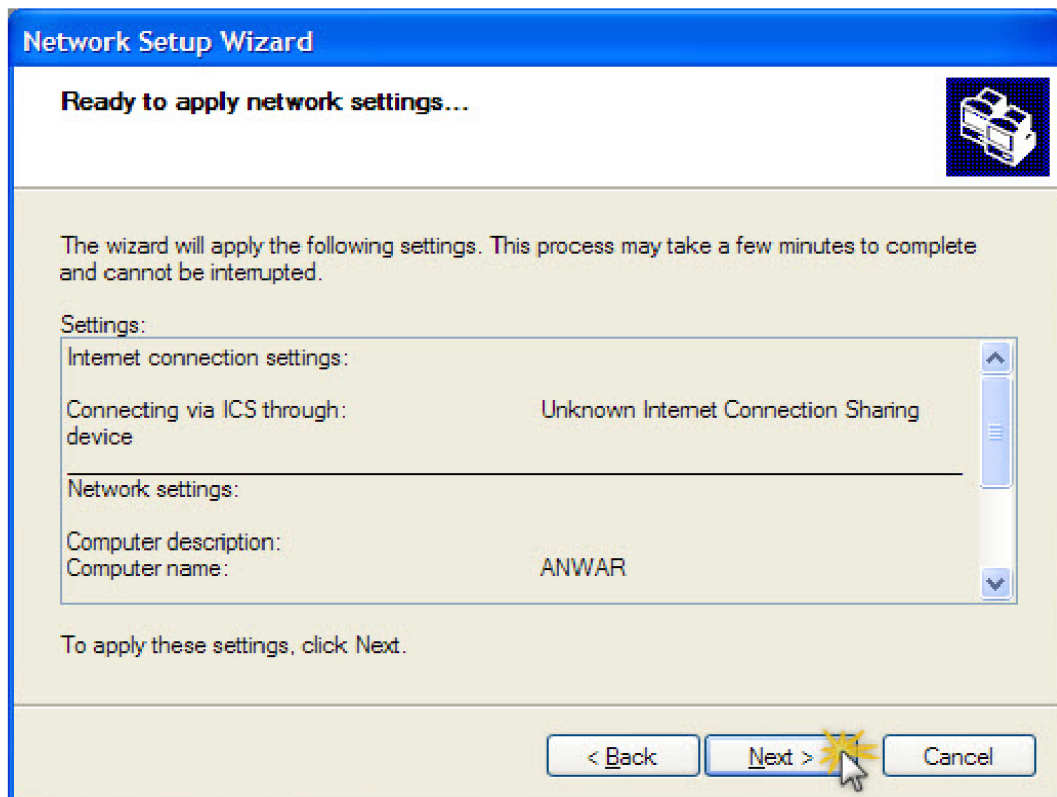 Network Setup Wizard
Ready to apply network settings...
The wizard will apply the following settings. This process may take a few minutes to complete
and cannot be interrupted.
Settings:
Internet connection settings:
Connecting via ICS through: Unknown Internet Connection Sharing
device
Network settings:
Computer description:
Computer name: ANWAR
To apply these settings, click Next.
< Back Next > Cancel